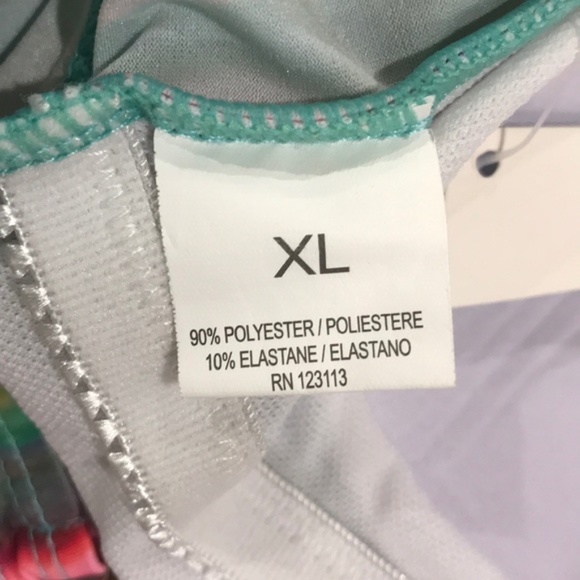 XL
90% POLYESTER / POLIESTERE
10% ELASTANE / ELASTANO
RN 123113